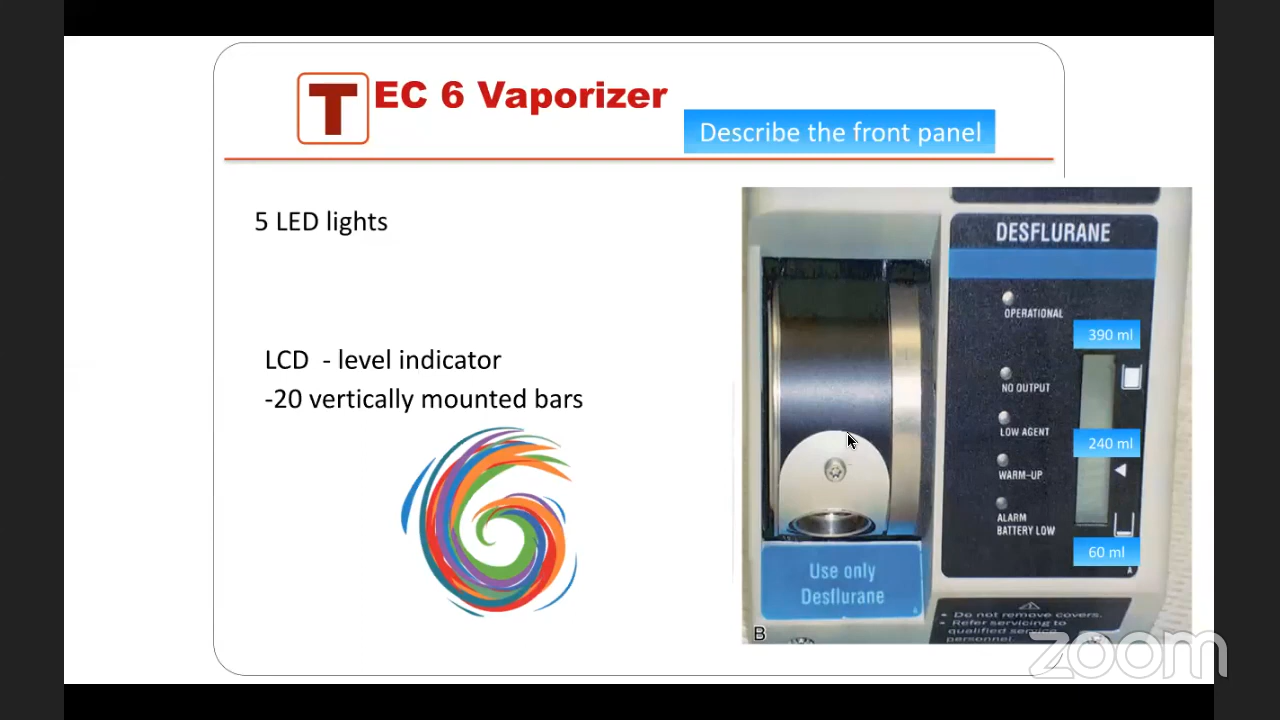 TEC 6 Vaporizer
Describe the front panel
5 LED lights
LCD - level indicator
-20 vertically mounted bars
DESFLURANE
OPERATIONAL
390 ml
NO OUTPUT
LOW AGENT
240 ml
WARM-UP
ALARM
BATTERY LOW
60 ml
A
Use only
Desflurane
B
• Do not remove covers.
• Refer servicing to
qualified service
personnel.
zoom